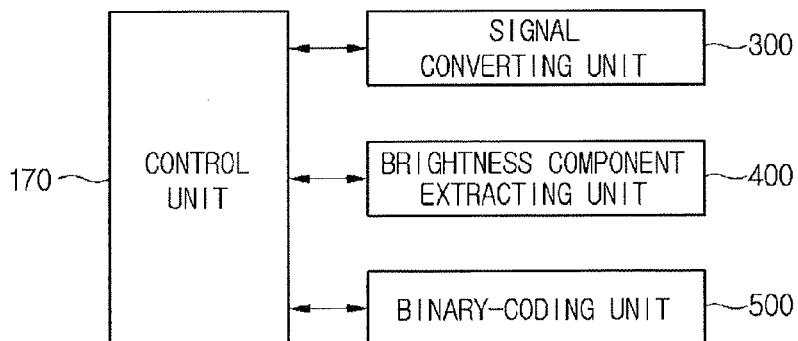 SIGNAL
CONVERTING UNIT
300
170
CONTROL
UNIT
BRIGHTNESS COMPONENT
EXTRACTING UNIT
400
BINARY-CODING UNIT
500